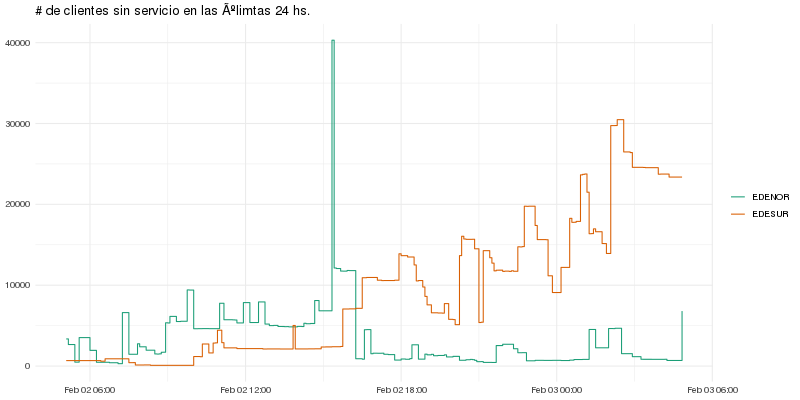 # de clientes sin servicio en las Ãºlimtas 24 hs.
40000
30000
20000
10000
0
Feb 02 06:00
Feb 02 12:00
Feb 02 18:00
Feb 03 00:00
Feb 03 06:00
EDENOR
EDESUR